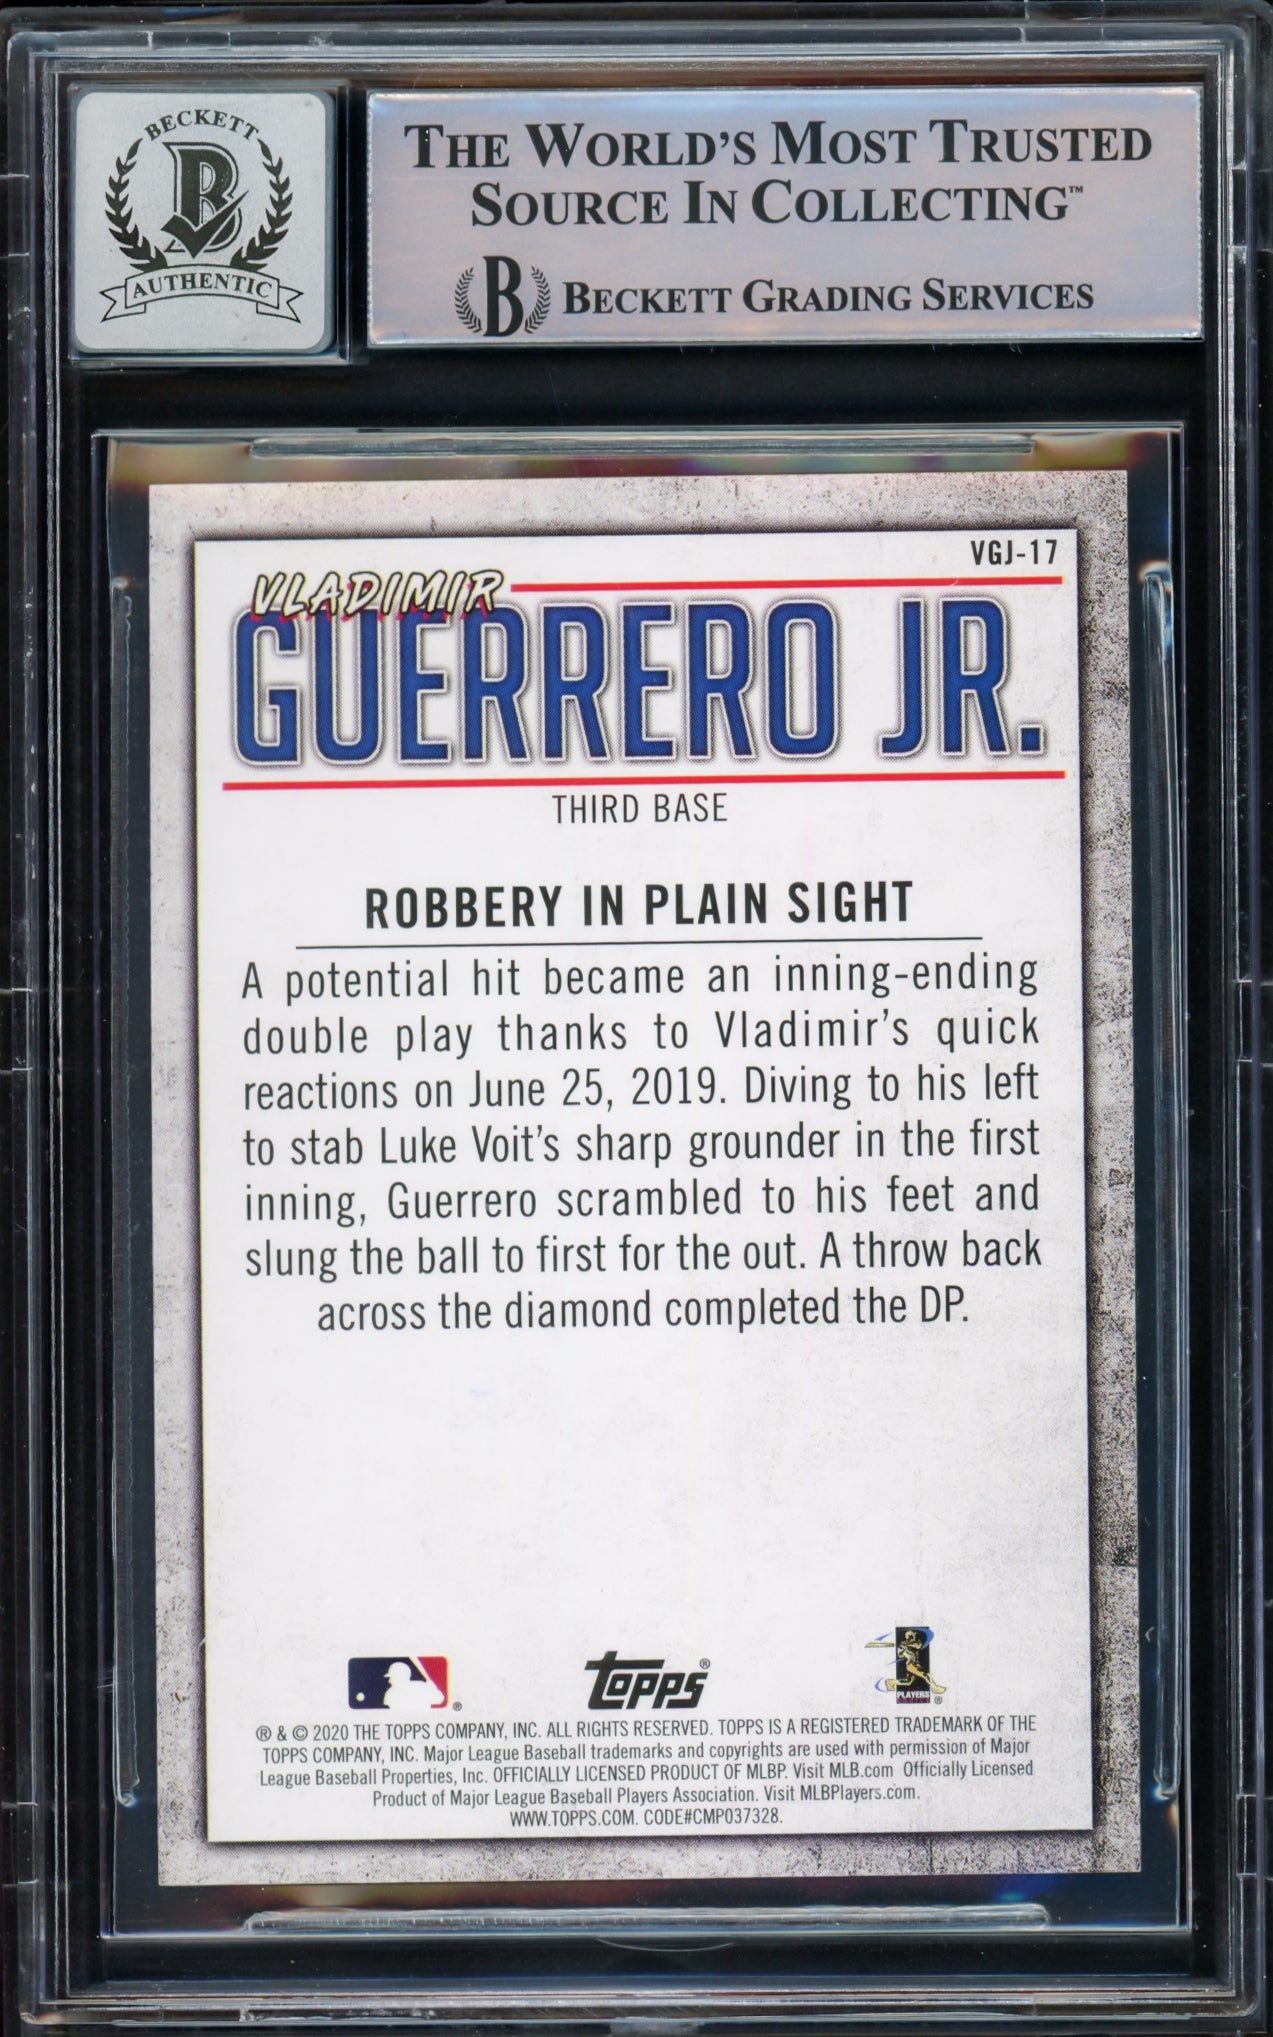 BECKETT
B
AUTHENTIC
THE WORLD'S MOST TRUSTED
SOURCE IN COLLECTING™
B BECKETT GRADING SERVICES
VGJ-17
VLADIMIR
GUERRERO JR.
THIRD BASE
ROBBERY IN PLAIN SIGHT
A potential hit became an inning-ending
double play thanks to Vladimir's quick
reactions on June 25, 2019. Diving to his left
to stab Luke Voit's sharp grounder in the first
inning, Guerrero scrambled to his feet and
slung the ball to first for the out. A throw back
across the diamond completed the DP.
® Topps® PLAYERS ®
® & © 2020 THE TOPPS COMPANY, INC. ALL RIGHTS RESERVED. TOPPS IS A REGISTERED TRADEMARK OF THE
TOPPS COMPANY, INC. Major League Baseball trademarks and copyrights are used with permission of Major
League Baseball Properties, Inc. OFFICIALLY LICENSED PRODUCT OF MLBP. Visit MLB.com Officially Licensed
Product of Major League Baseball Players Association. Visit MLBPlayers.com.
WWW.TOPPS.COM. CODE#CMP037328.